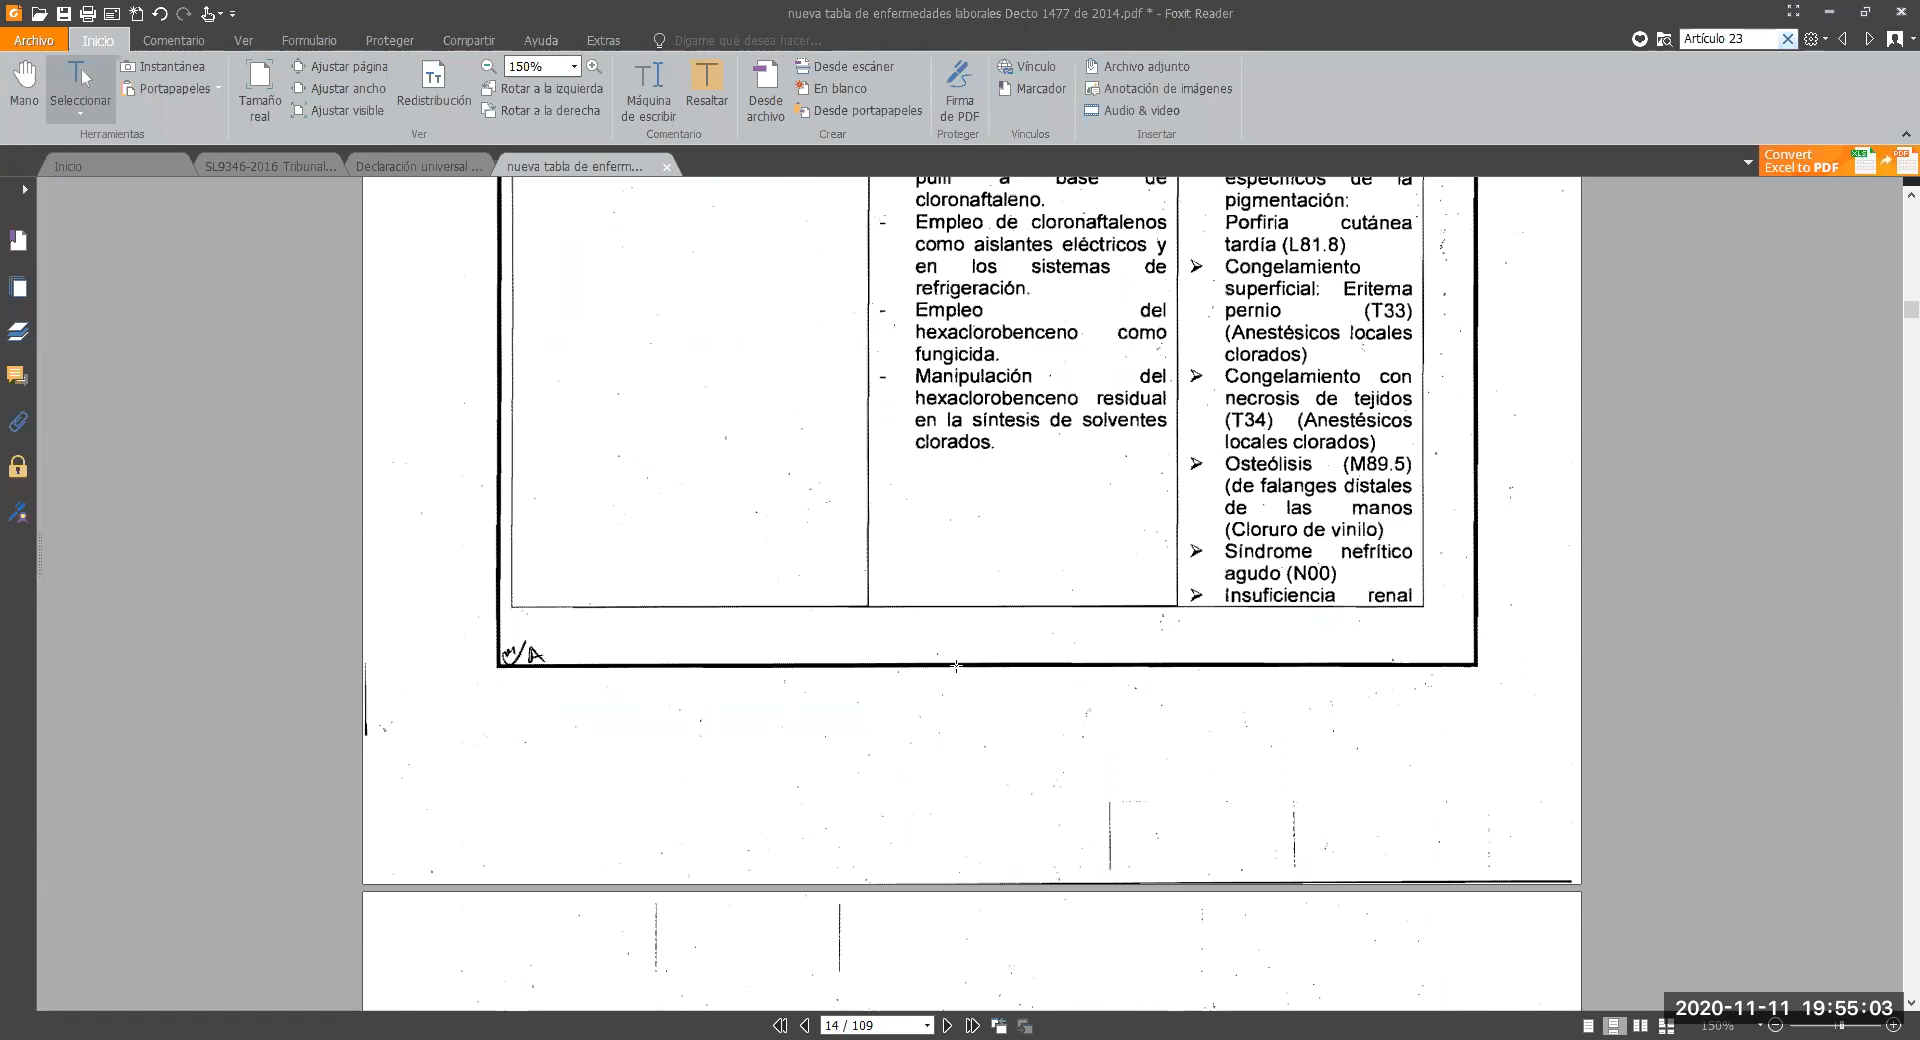 nueva tabla de enfermedades laborales Decto 1477 de 2014.pdf * - Foxit Reader
Archivo Inicio Comentario Ver Formulario Proteger Compartir Ayuda Extras Dígame qué desea hacer... Artículo 23
Mano
Seleccionar
Instantánea
Portapapeles
Herramientas
Tamaño
real
Ajustar página
Ajustar ancho
Ajustar visible
Redistribución
150%
Rotar a la izquierda
Rotar a la derecha
Ver
Máquina
de escribir
Resaltar
Comentario
Desde
archivo
Desde escáner
En blanco
Desde portapapeles
Crear
Firma
de PDF
Proteger
Vínculo
Marcador
Vínculos
Archivo adjunto
Anotación de imágenes
Audio & video
Insertar
Inicio
SL9346-2016 Tribunal...
Declaración universal ...
nueva tabla de enferm...
Convert
Excel to PDF
pulir a base de
cloronaftaleno.
- Empleo de cloronaftalenos
como aislantes eléctricos y
en los sistemas de
refrigeración.
- Empleo del
hexaclorobenceno como
fungicida.
- Manipulación del
hexaclorobenceno residual
en la síntesis de solventes
clorados.
específicos de la
pigmentación:
Porfiria cutánea
tardía (L81.8)
➢ Congelamiento
superficial: Eritema
pernio (T33)
(Anestésicos locales
clorados)
➢ Congelamiento con
necrosis de tejidos
(T34) (Anestésicos
locales clorados)
➢ Osteólisis (M89.5)
(de falanges distales
de las manos
(Cloruro de vinilo)
➢ Síndrome nefrítico
agudo (N00)
➢ Insuficiencia renal
2020-11-11 19:55:03
14 / 109
150%